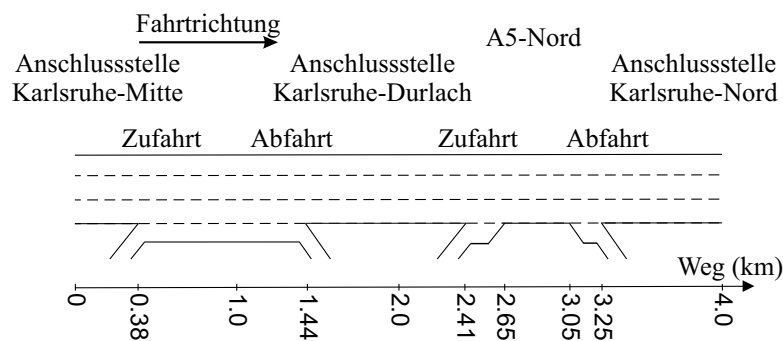 Fahrtrichtung
A5-Nord
Anschlussstelle
Karlsruhe-Mitte
Anschlussstelle
Karlsruhe-Durlach
Anschlussstelle
Karlsruhe-Nord
Zufahrt
Abfahrt
Zufahrt
Abfahrt
Weg (km)
0
0.38
1.0
1.44
2.0
2.41
2.65
3.05
3.25
4.0